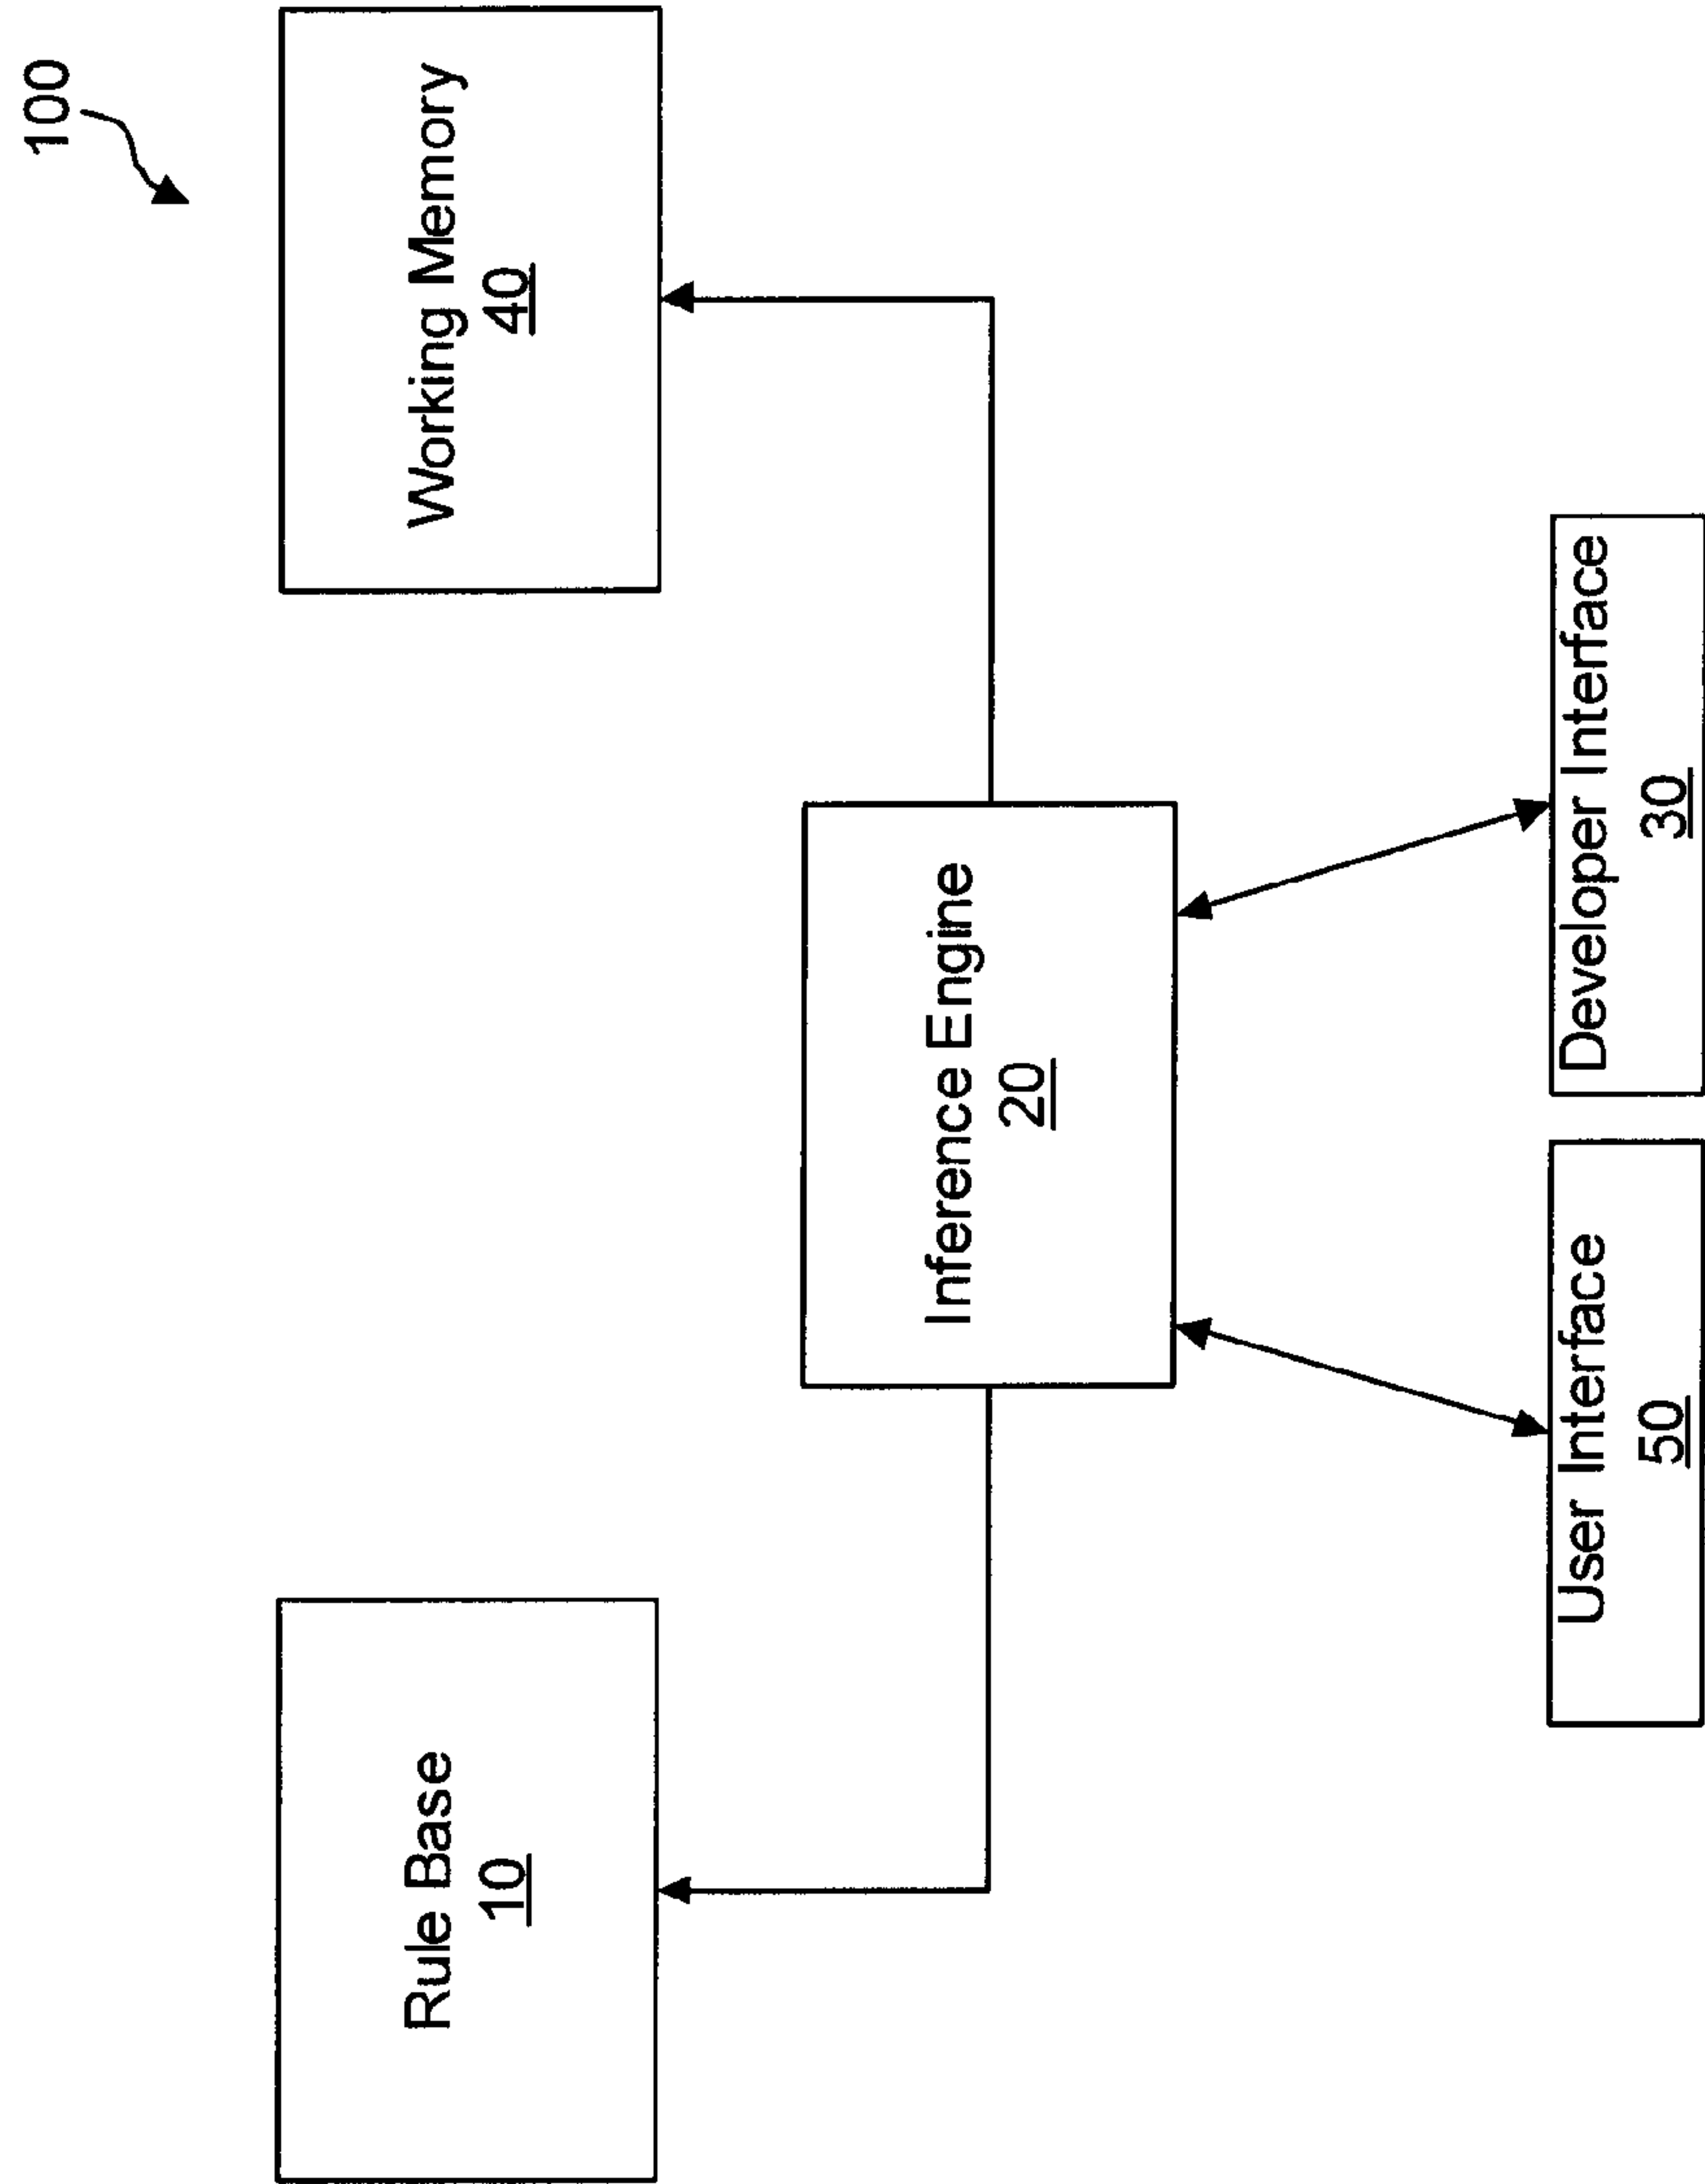 100
Rule Base
10
Working Memory
40
Inference Engine
20
User Interface
50
Developer Interface
30